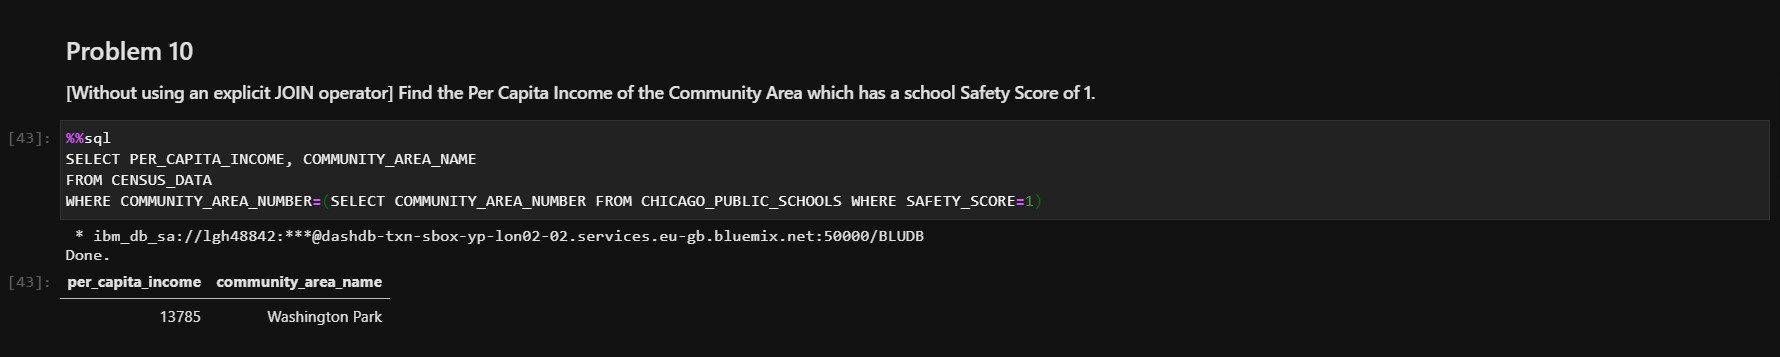 Problem 10
[Without using an explicit JOIN operator] Find the Per Capita Income of the Community Area which has a school Safety Score of 1.
[43]: %%sql
SELECT PER_CAPITA_INCOME, COMMUNITY_AREA_NAME
FROM CENSUS_DATA
WHERE COMMUNITY_AREA_NUMBER=(SELECT COMMUNITY_AREA_NUMBER FROM CHICAGO_PUBLIC_SCHOOLS WHERE SAFETY_SCORE=1)
* ibm_db_sa://lgh48842:***@dashdb-txn-sbox-yp-lon02-02.services.eu-gb.bluemix.net:50000/BLUDB
Done.
[43]: per_capita_income community_area_name
13785 Washington Park